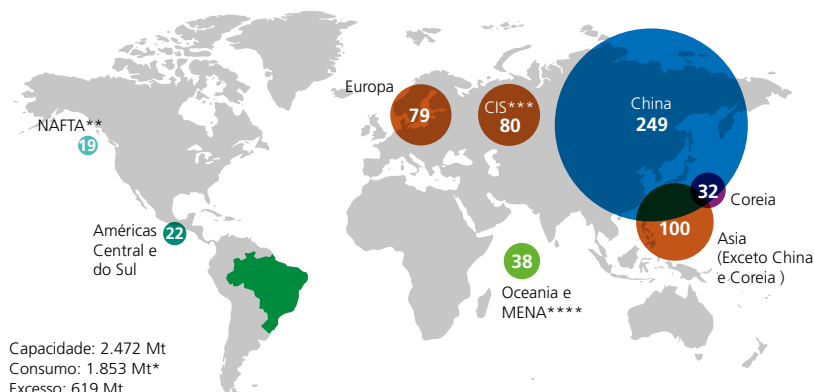 Europa
79
CIS***
80
China
249
NAFTA**
19
32
Coreia
Américas
Central e
do Sul
22
100
Asia
(Exceto China
e Coreia )
38
Oceania e
MENA****
Capacidade: 2.472 Mt
Consumo: 1.853 Mt*
Excesso: 619 Mt